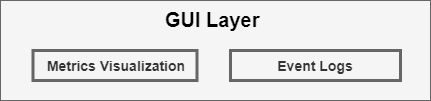 GUI Layer
Metrics Visualization
Event Logs